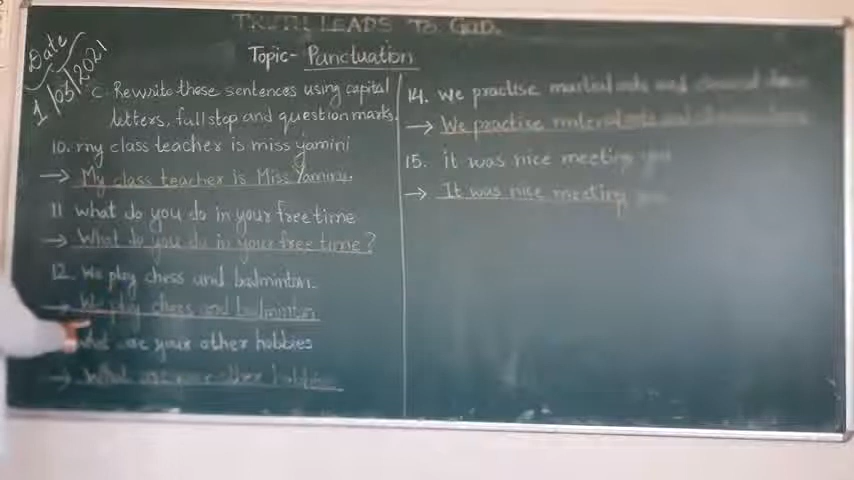 TRUTH LEADS TO GOD.
Date
1/03/2021
Topic- Punctuation
C. Rewrite these sentences using capital
letters, full stop and question marks.
10. my class teacher is miss yamini
→ My class teacher is Miss Yamini.
11 what do you do in your free time
→ What do you do in your free time?
12. We play chess and badminton.
→ We play chess and badminton
what are your other hobbies
→ What are your other hobbies
14. we practise martial arts and
→ We practise
15. it was nice meeting you
→ It was nice meeting